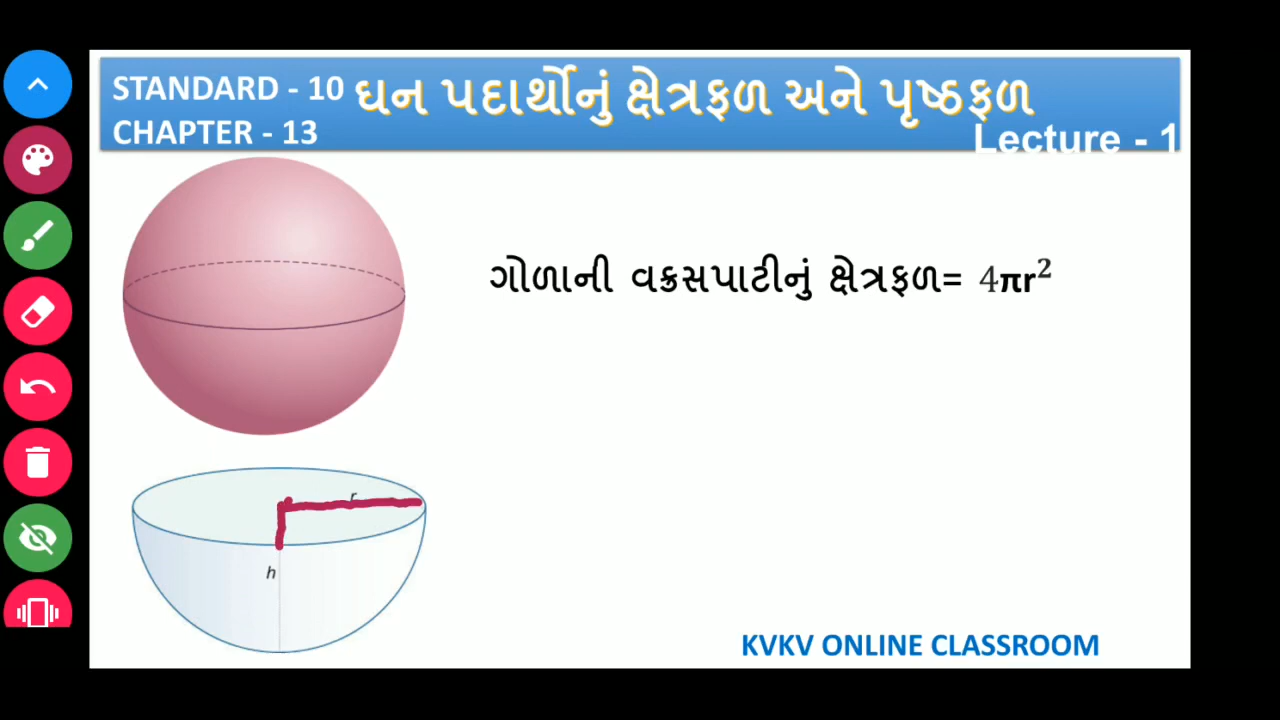 STANDARD - 10 ઘન પદાર્થોનું ક્ષેત્રફળ અને પૃષ્ઠફળ
CHAPTER - 13
Lecture - 1
ગોળાની વક્રસપાટીનું ક્ષેત્રફળ= 4πr²
r
h
KVKV ONLINE CLASSROOM